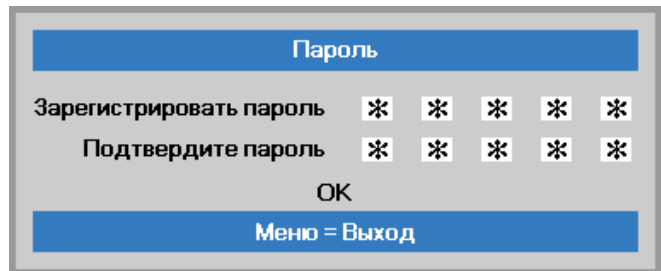 Пароль
Зарегистрировать пароль * * * * *
Подтвердите пароль * * * * *
OK
Меню = Выход